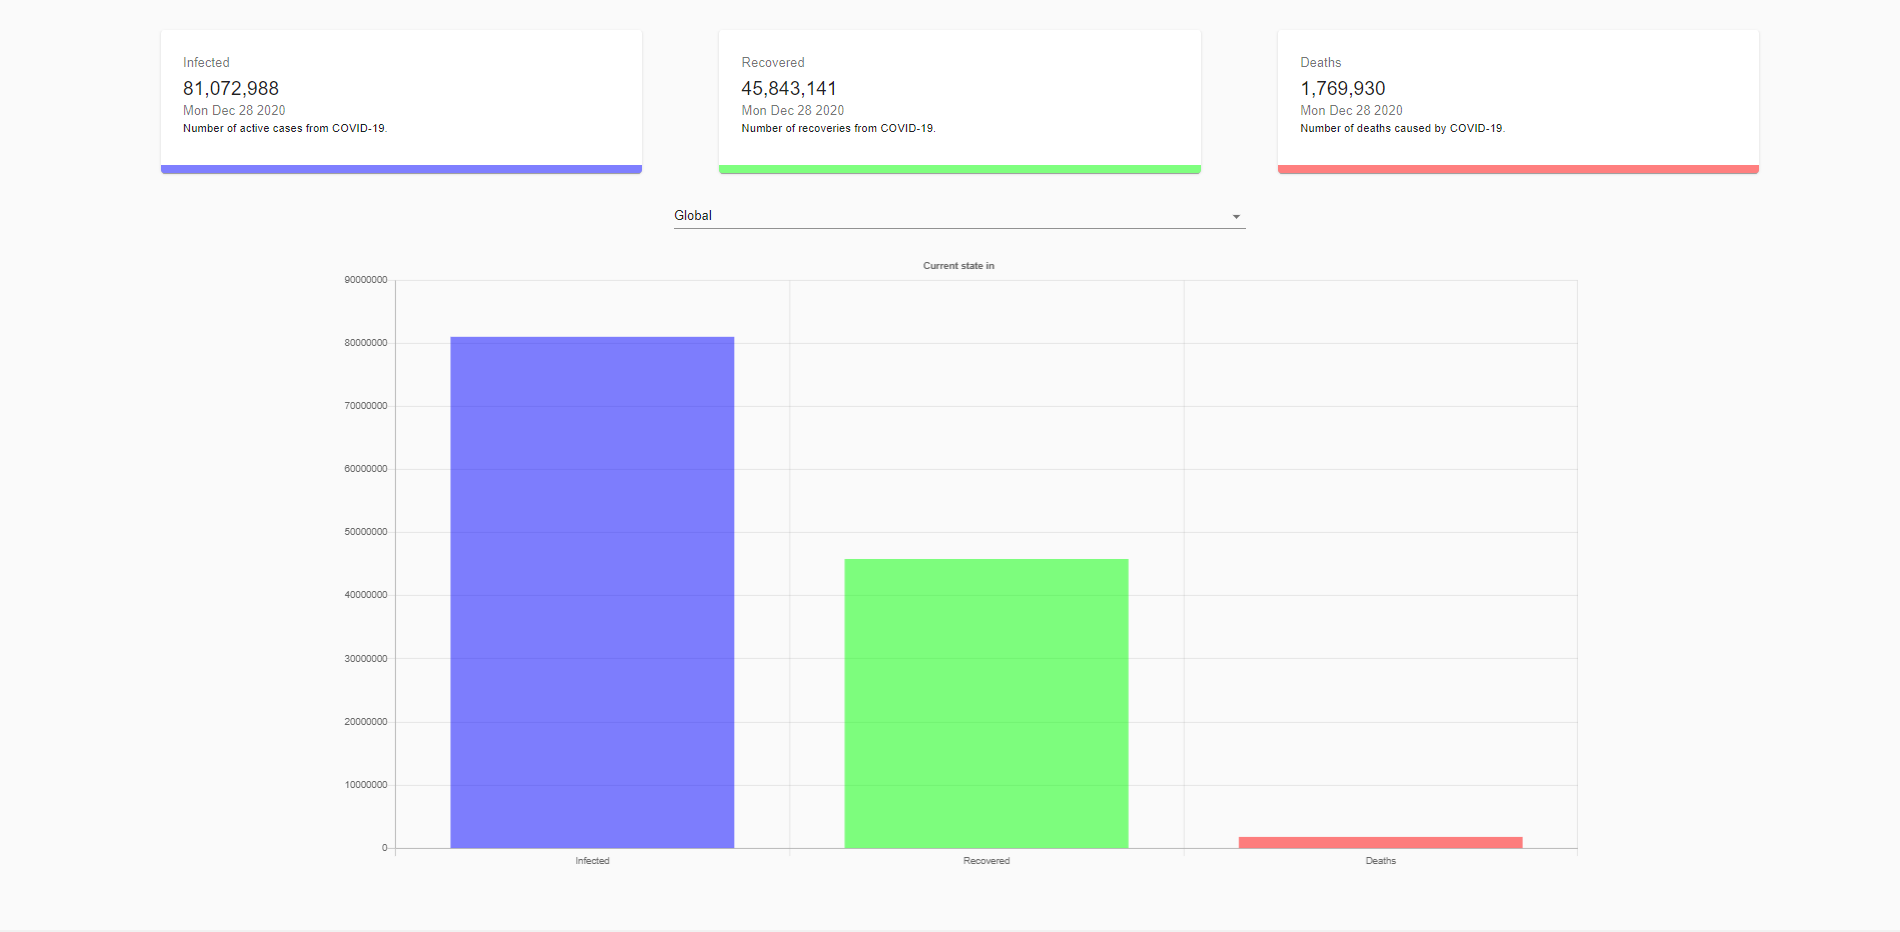 Infected
81,072,988
Mon Dec 28 2020
Number of active cases from COVID-19.
Recovered
45,843,141
Mon Dec 28 2020
Number of recoveries from COVID-19.
Deaths
1,769,930
Mon Dec 28 2020
Number of deaths caused by COVID-19.
Global
Current state in
90000000
80000000
70000000
60000000
50000000
40000000
30000000
20000000
10000000
0
Infected
Recovered
Deaths